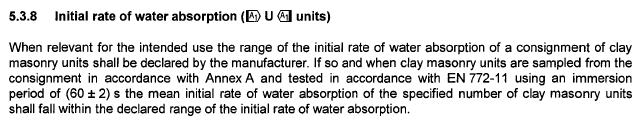 5.3.8 Initial rate of water absorption (A1⟩ U ⟨A1 units)
When relevant for the intended use the range of the initial rate of water absorption of a consignment of clay
masonry units shall be declared by the manufacturer. If so and when clay masonry units are sampled from the
consignment in accordance with Annex A and tested in accordance with EN 772-11 using an immersion
period of (60 ± 2) s the mean initial rate of water absorption of the specified number of clay masonry units
shall fall within the declared range of the initial rate of water absorption.